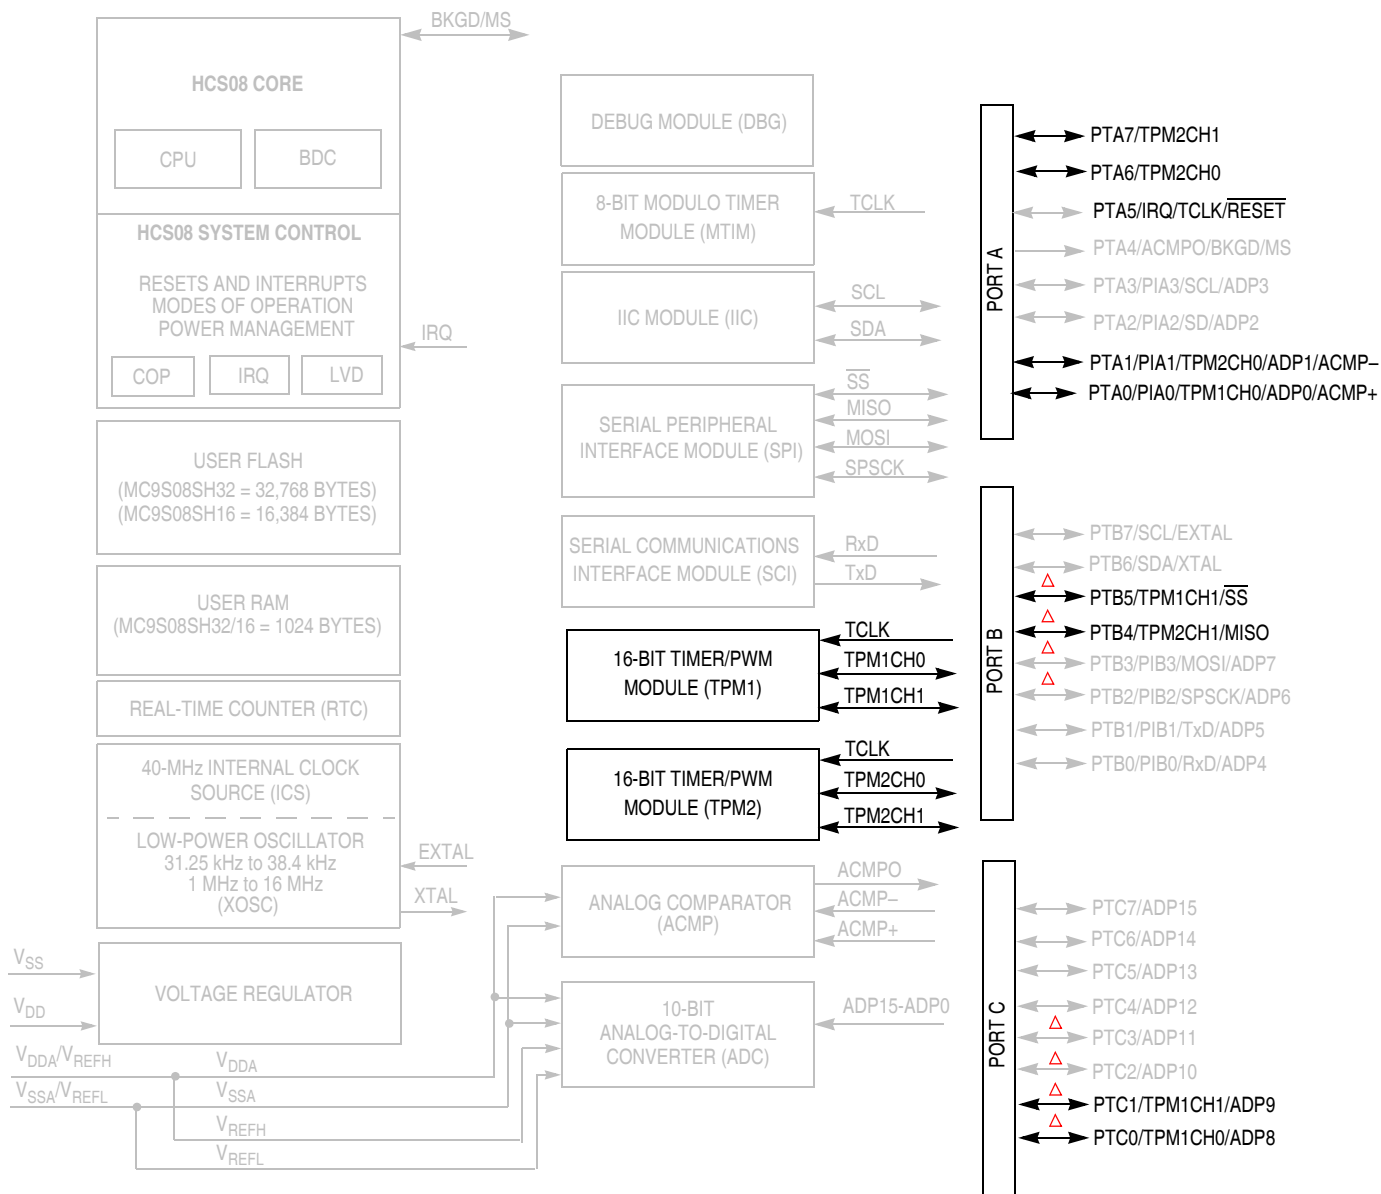 BKGD/MS
HCS08 CORE
CPU
BDC
HCS08 SYSTEM CONTROL
RESETS AND INTERRUPTS
MODES OF OPERATION
POWER MANAGEMENT
IRQ
COP
IRQ
LVD
USER FLASH
(MC9S08SH32 = 32,768 BYTES)
(MC9S08SH16 = 16,384 BYTES)
USER RAM
(MC9S08SH32/16 = 1024 BYTES)
REAL-TIME COUNTER (RTC)
40-MHz INTERNAL CLOCK
SOURCE (ICS)
LOW-POWER OSCILLATOR
31.25 kHz to 38.4 kHz
1 MHz to 16 MHz
(XOSC)
EXTAL
XTAL
VSS
VDD
VOLTAGE REGULATOR
VDDA/VREFH
VSSA/VREFL
VDDA
VSSA
VREFH
VREFL
DEBUG MODULE (DBG)
8-BIT MODULO TIMER
MODULE (MTIM)
TCLK
IIC MODULE (IIC)
SCL
SDA
SERIAL PERIPHERAL
INTERFACE MODULE (SPI)
SS
MISO
MOSI
SPSCK
SERIAL COMMUNICATIONS
INTERFACE MODULE (SCI)
RxD
TxD
16-BIT TIMER/PWM
MODULE (TPM1)
TCLK
TPM1CH0
TPM1CH1
16-BIT TIMER/PWM
MODULE (TPM2)
TCLK
TPM2CH0
TPM2CH1
ANALOG COMPARATOR
(ACMP)
ACMPO
ACMP–
ACMP+
10-BIT
ANALOG-TO-DIGITAL
CONVERTER (ADC)
ADP15-ADP0
PORT A
PTA7/TPM2CH1
PTA6/TPM2CH0
PTA5/IRQ/TCLK/RESET
PTA4/ACMPO/BKGD/MS
PTA3/PIA3/SCL/ADP3
PTA2/PIA2/SD/ADP2
PTA1/PIA1/TPM2CH0/ADP1/ACMP–
PTA0/PIA0/TPM1CH0/ADP0/ACMP+
PORT B
PTB7/SCL/EXTAL
PTB6/SDA/XTAL
PTB5/TPM1CH1/SS
PTB4/TPM2CH1/MISO
PTB3/PIB3/MOSI/ADP7
PTB2/PIB2/SPSCK/ADP6
PTB1/PIB1/TxD/ADP5
PTB0/PIB0/RxD/ADP4
PORT C
PTC7/ADP15
PTC6/ADP14
PTC5/ADP13
PTC4/ADP12
PTC3/ADP11
PTC2/ADP10
PTC1/TPM1CH1/ADP9
PTC0/TPM1CH0/ADP8